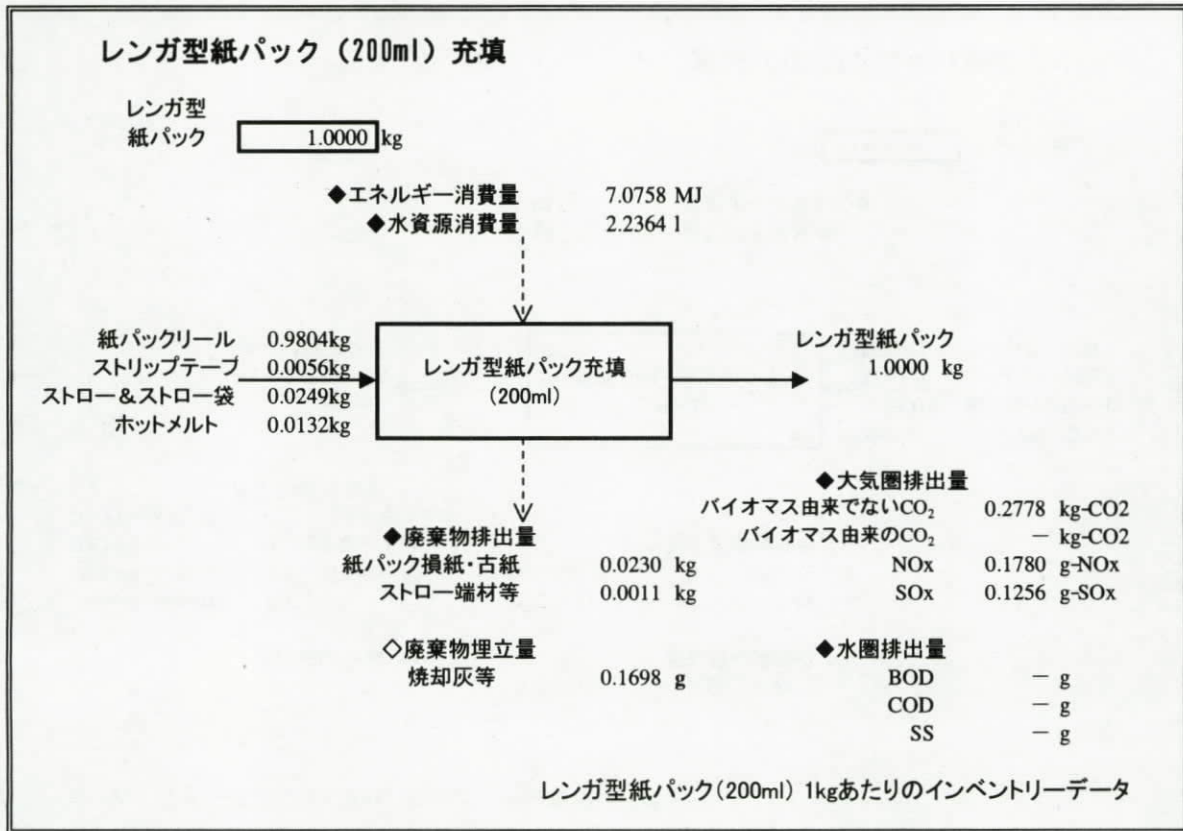 レンガ型紙パック（200ml）充填
レンガ型
紙パック 1.0000 kg
◆エネルギー消費量 7.0758 MJ
◆水資源消費量 2.2364 l
紙パックリール 0.9804kg
ストリップテープ 0.0056kg
ストロー＆ストロー袋 0.0249kg
ホットメルト 0.0132kg
レンガ型紙パック充填
(200ml)
レンガ型紙パック
1.0000 kg
◆廃棄物排出量
紙パック損紙・古紙 0.0230 kg
ストロー端材等 0.0011 kg
◇廃棄物埋立量
焼却灰等 0.1698 g
◆大気圏排出量
バイオマス由来でないCO₂ 0.2778 kg-CO2
バイオマス由来のCO₂ － kg-CO2
NOx 0.1780 g-NOx
SOx 0.1256 g-SOx
◆水圏排出量
BOD － g
COD － g
SS － g
レンガ型紙パック(200ml) 1kgあたりのインベントリーデータ